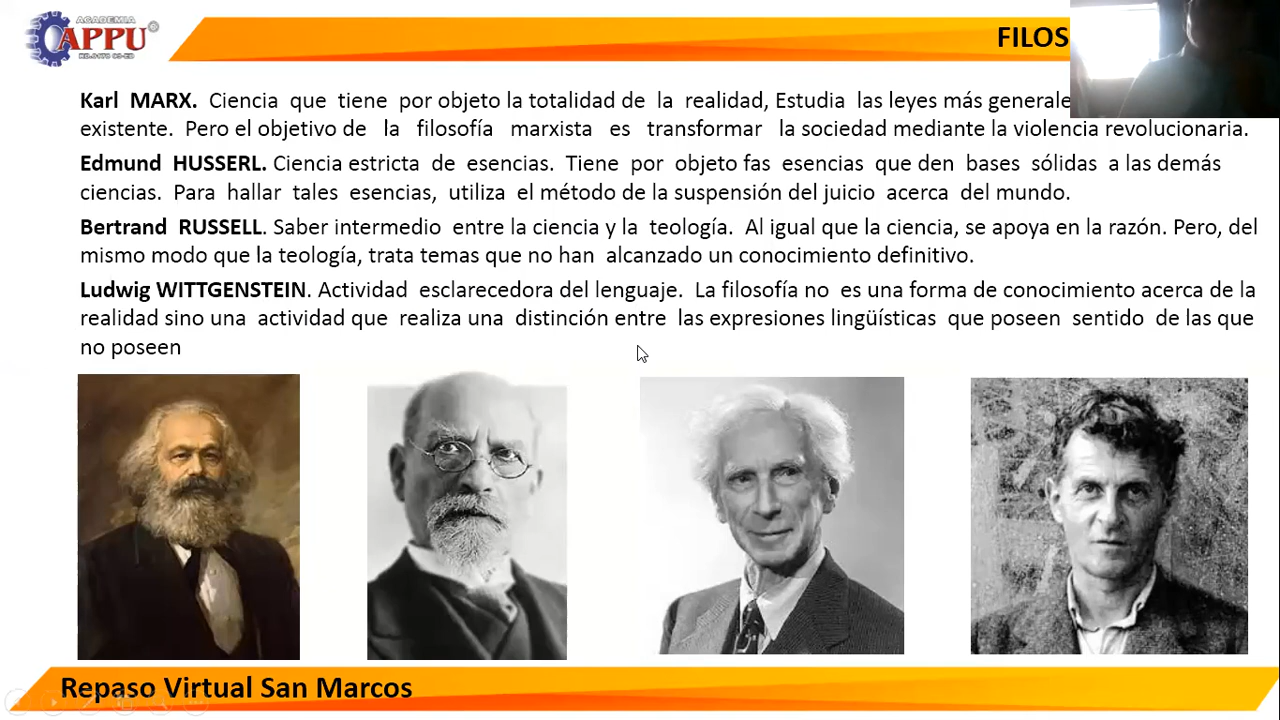 ACADEMIA
APPU
FILOS
Karl MARX. Ciencia que tiene por objeto la totalidad de la realidad, Estudia las leyes más generale
existente. Pero el objetivo de la filosofía marxista es transformar la sociedad mediante la violencia revolucionaria.
Edmund HUSSERL. Ciencia estricta de esencias. Tiene por objeto fas esencias que den bases sólidas a las demás
ciencias. Para hallar tales esencias, utiliza el método de la suspensión del juicio acerca del mundo.
Bertrand RUSSELL. Saber intermedio entre la ciencia y la teología. Al igual que la ciencia, se apoya en la razón. Pero, del
mismo modo que la teología, trata temas que no han alcanzado un conocimiento definitivo.
Ludwig WITTGENSTEIN. Actividad esclarecedora del lenguaje. La filosofía no es una forma de conocimiento acerca de la
realidad sino una actividad que realiza una distinción entre las expresiones lingüísticas que poseen sentido de las que
no poseen
Repaso Virtual San Marcos